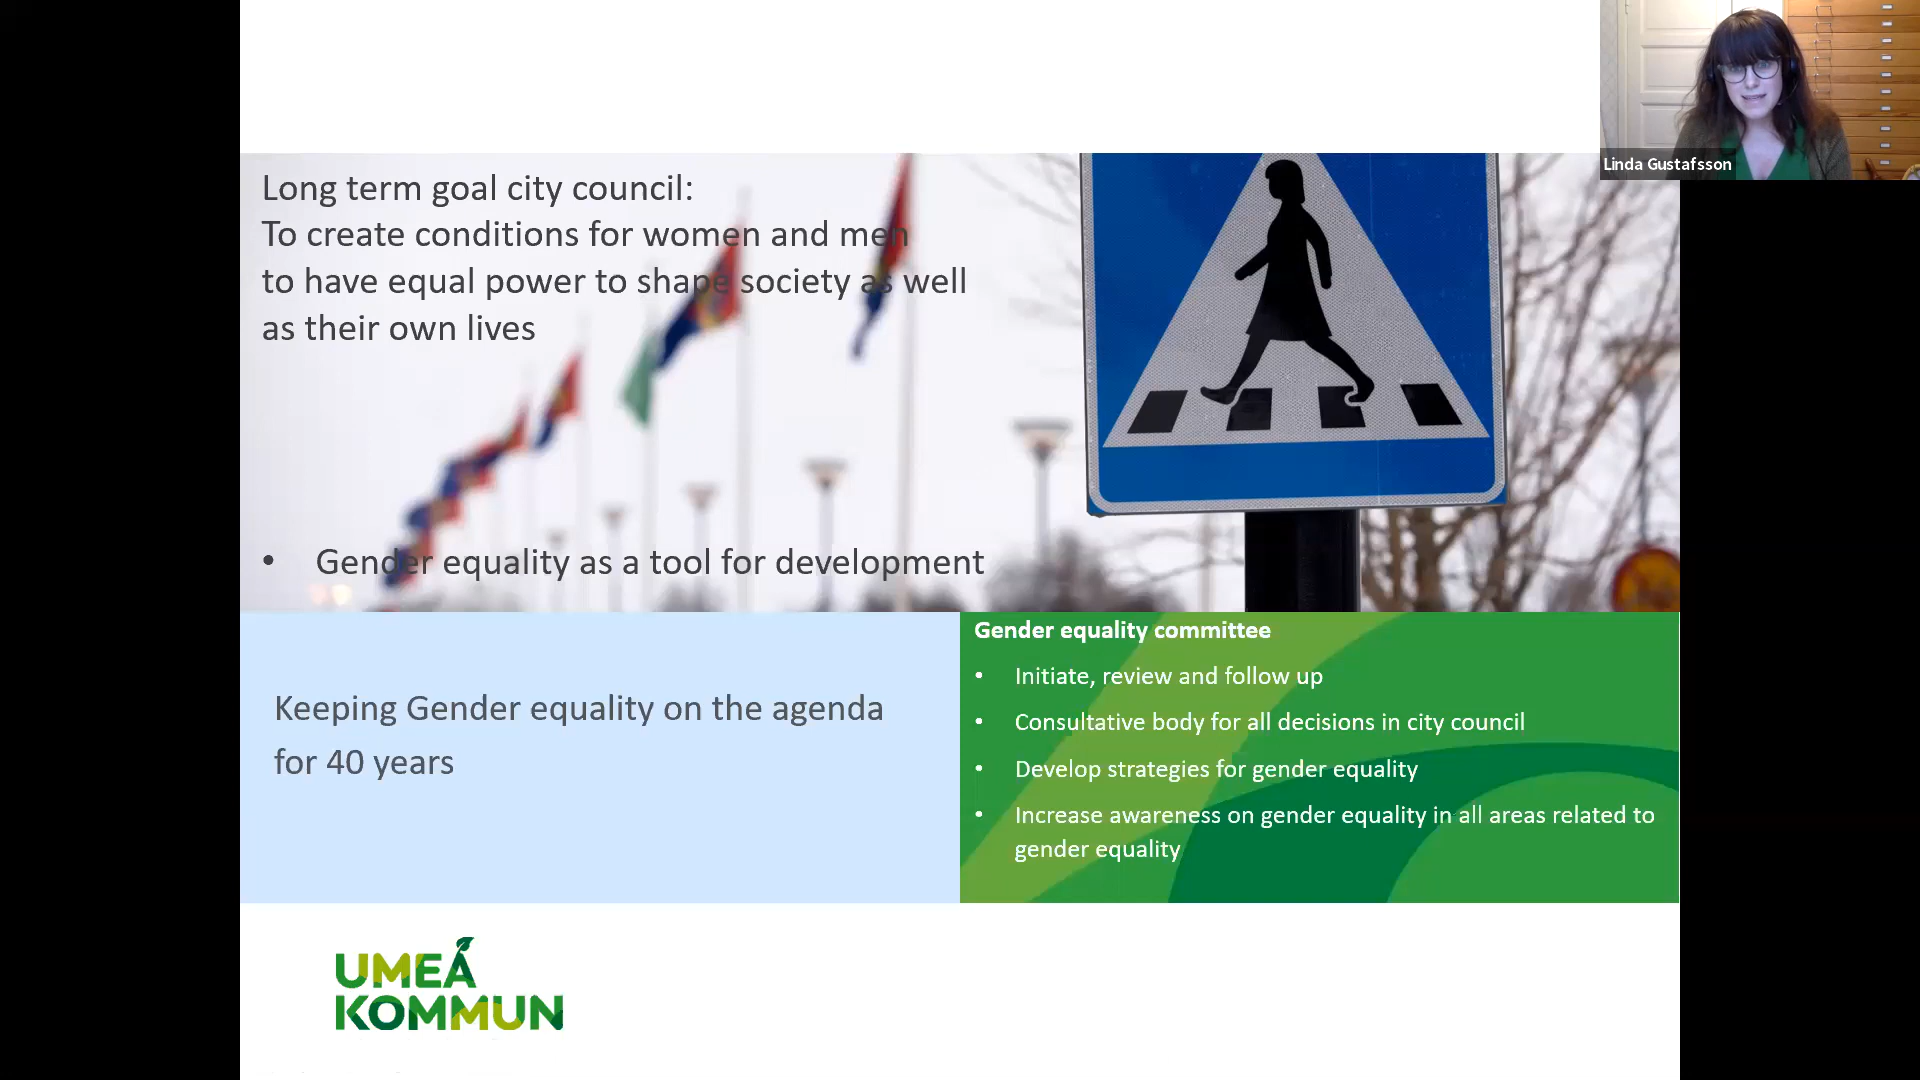 Linda Gustafsson
Long term goal city council:
To create conditions for women and men
to have equal power to shape society as well
as their own lives
• Gender equality as a tool for development
Keeping Gender equality on the agenda
for 40 years
Gender equality committee
• Initiate, review and follow up
• Consultative body for all decisions in city council
• Develop strategies for gender equality
• Increase awareness on gender equality in all areas related to
gender equality
UMEÅ
KOMMUN